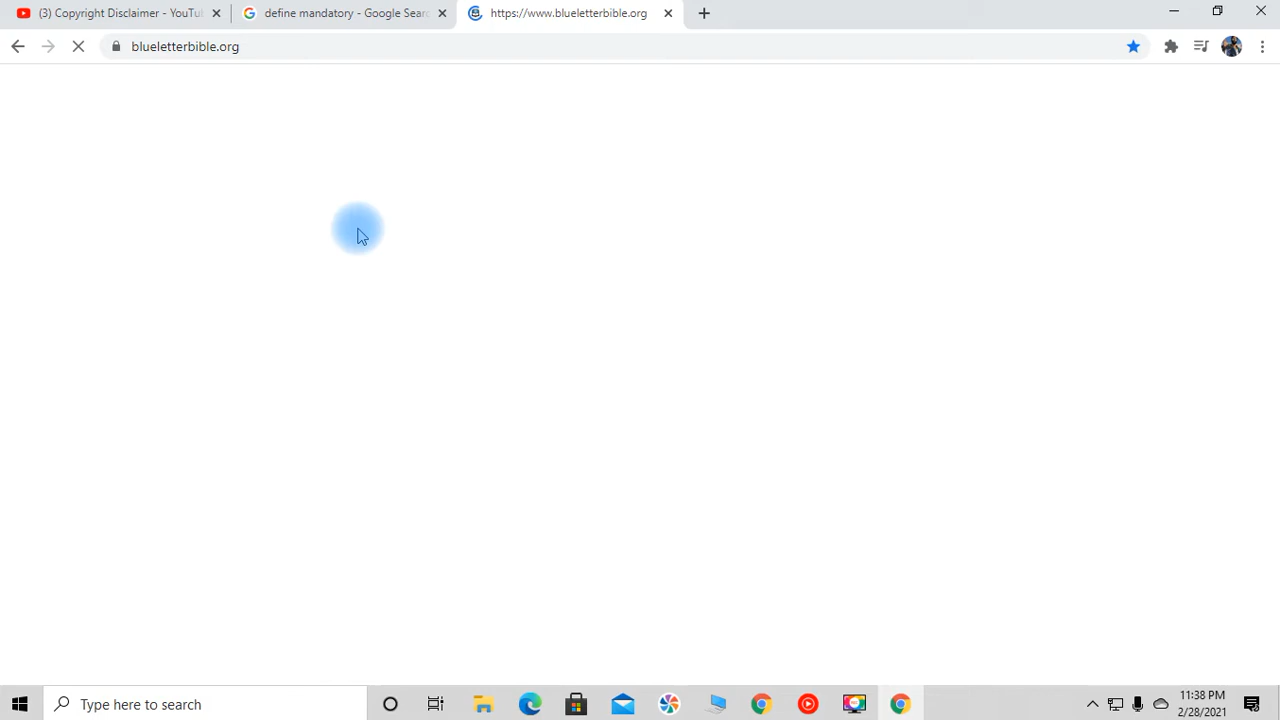 (3) Copyright Disclaimer - YouTu
define mandatory - Google Sear
https://www.blueletterbible.org
blueletterbible.org
Type here to search
11:38 PM
2/28/2021